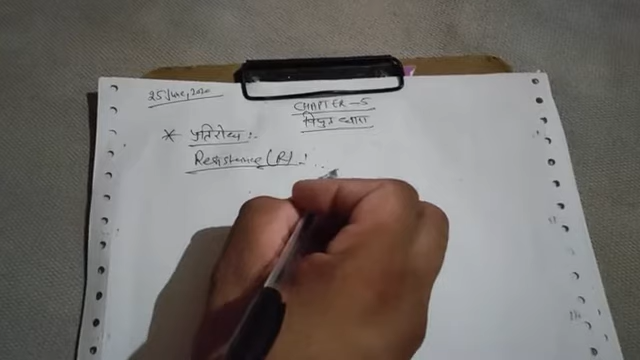 25 June, 2020
CHAPTER - 5
विद्युत धारा
* प्रतिरोध :-
Resistance (R) :-